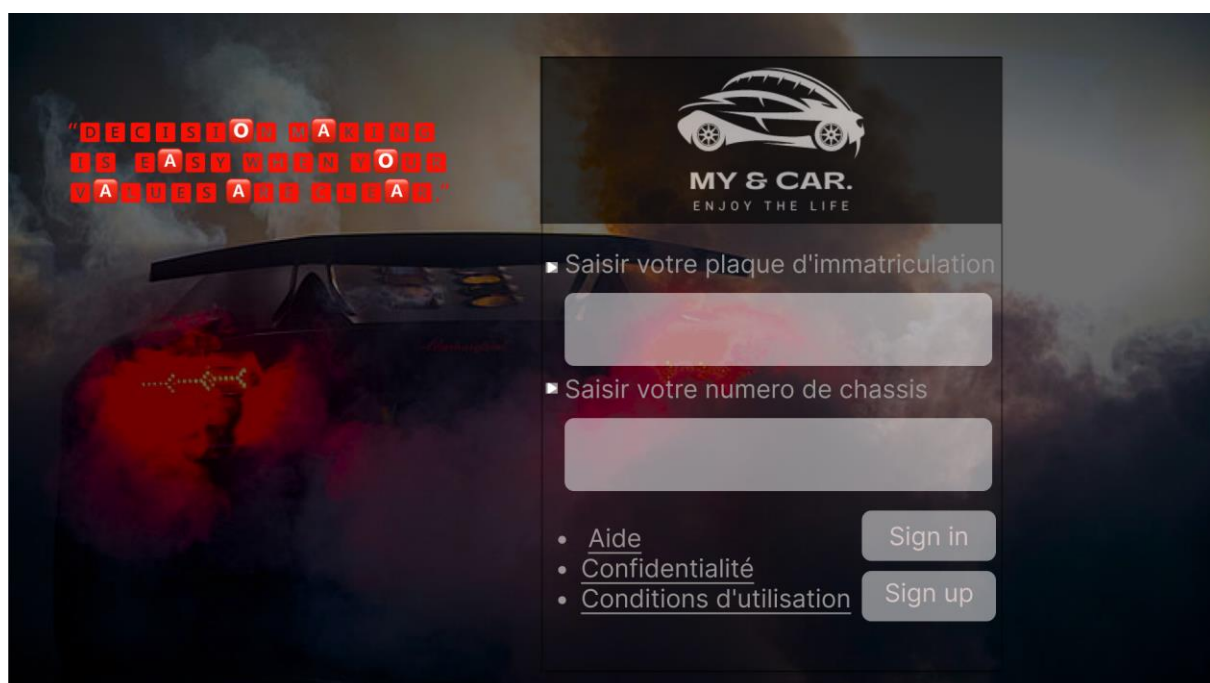 “DECISION MAKING
IS EASY WHEN YOUR
VALUES ARE CLEAR.”
MY & CAR.
ENJOY THE LIFE
Saisir votre plaque d'immatriculation
Saisir votre numero de chassis
Aide
Confidentialité
Conditions d'utilisation
Sign in
Sign up